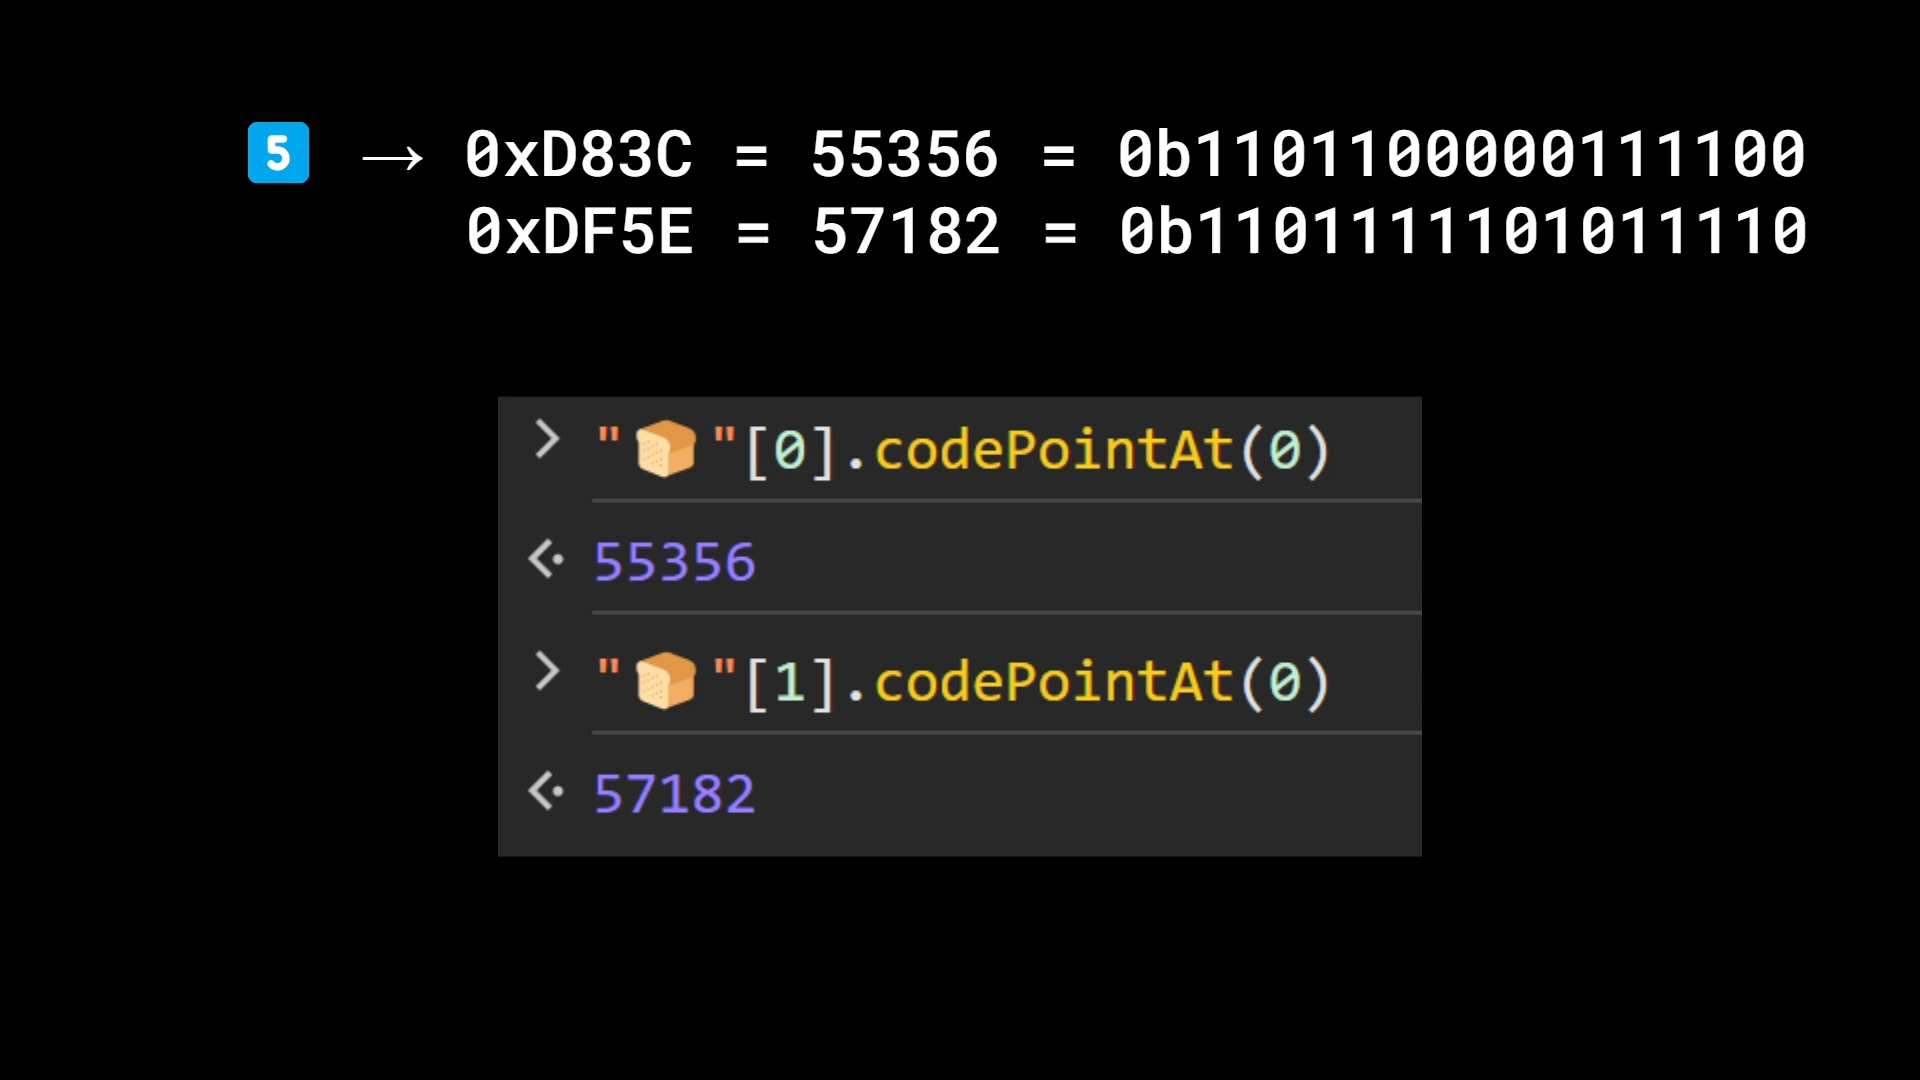 5 → 0xD83C = 55356 = 0b1101100000111100
0xDF5E = 57182 = 0b1101111101011110
> "🍞"[0].codePointAt(0)
55356
> "🍞"[1].codePointAt(0)
57182